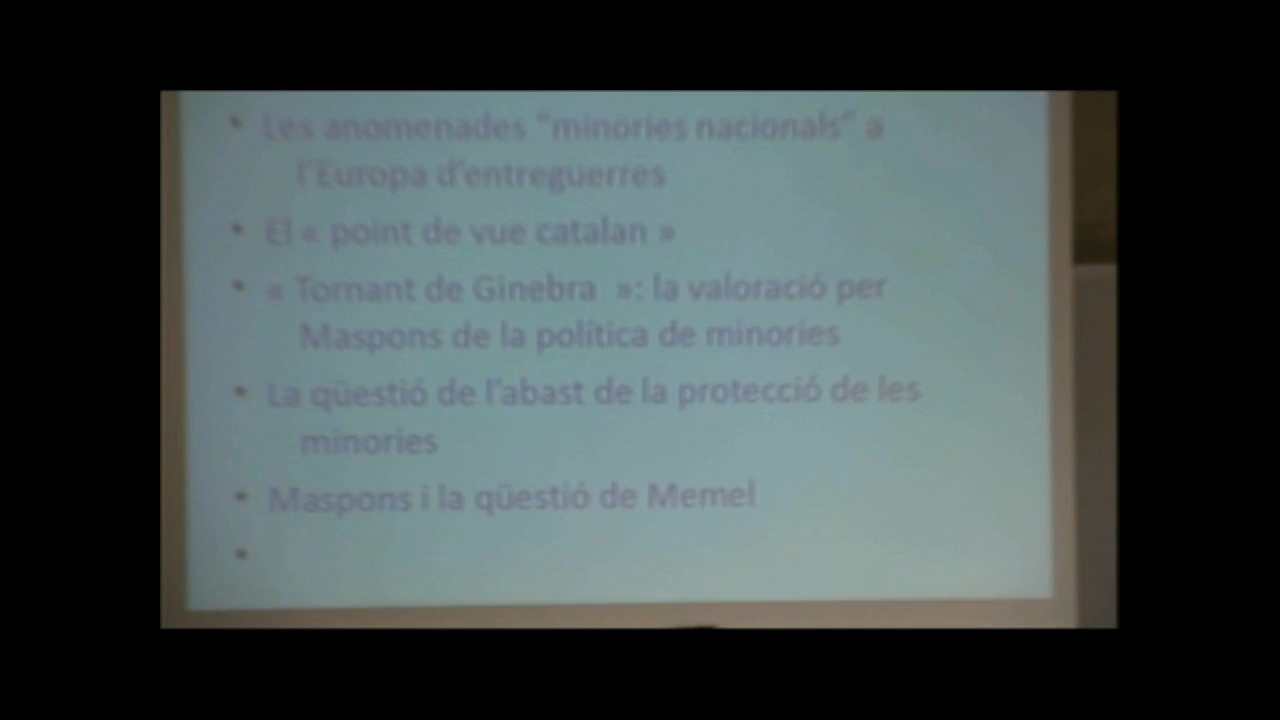 • Les anomenades "minories nacionals" a
l'Europa d'entreguerres
• El « point de vue catalan »
• « Tornant de Ginebra »: la valoració per
Maspons de la política de minories
• La qüestió de l'abast de la protecció de les
minories
• Maspons i la qüestió de Memel
•